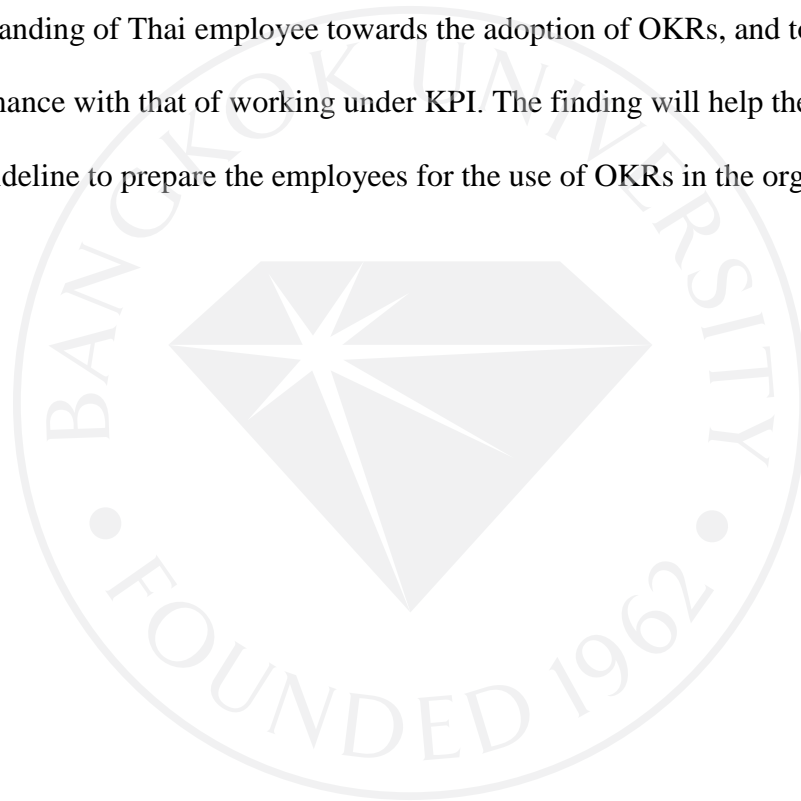 anding of Thai employee towards the adoption of OKRs, and to
nance with that of working under KPI. The finding will help the
ideline to prepare the employees for the use of OKRs in the org
BANGKOK UNIVERSITY
FOUNDED 1962